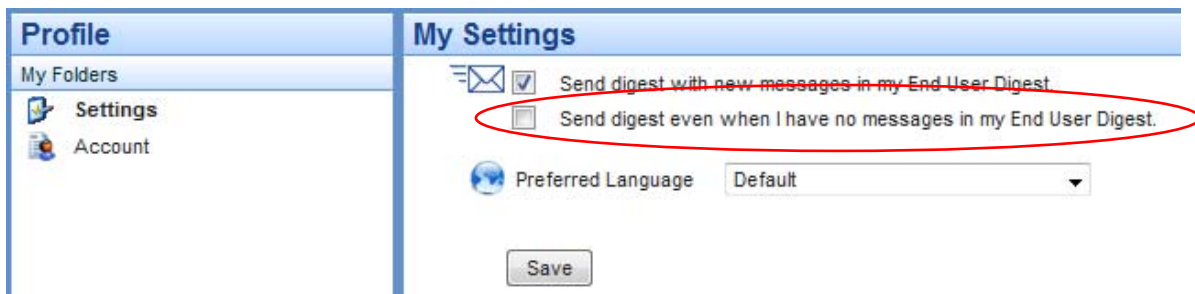 Profile
My Settings
My Folders
Settings
Account
Send digest with new messages in my End User Digest.
Send digest even when I have no messages in my End User Digest.
Preferred Language Default
Save